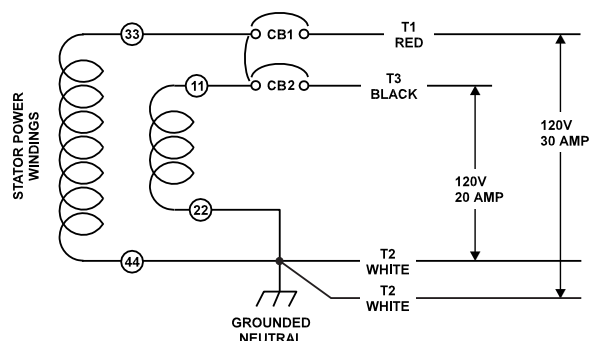 33
CB1
T1
RED
11
CB2
T3
BLACK
STATOR POWER
WINDINGS
120V
30 AMP
120V
20 AMP
22
44
T2
WHITE
T2
WHITE
GROUNDED
NEUTRAL